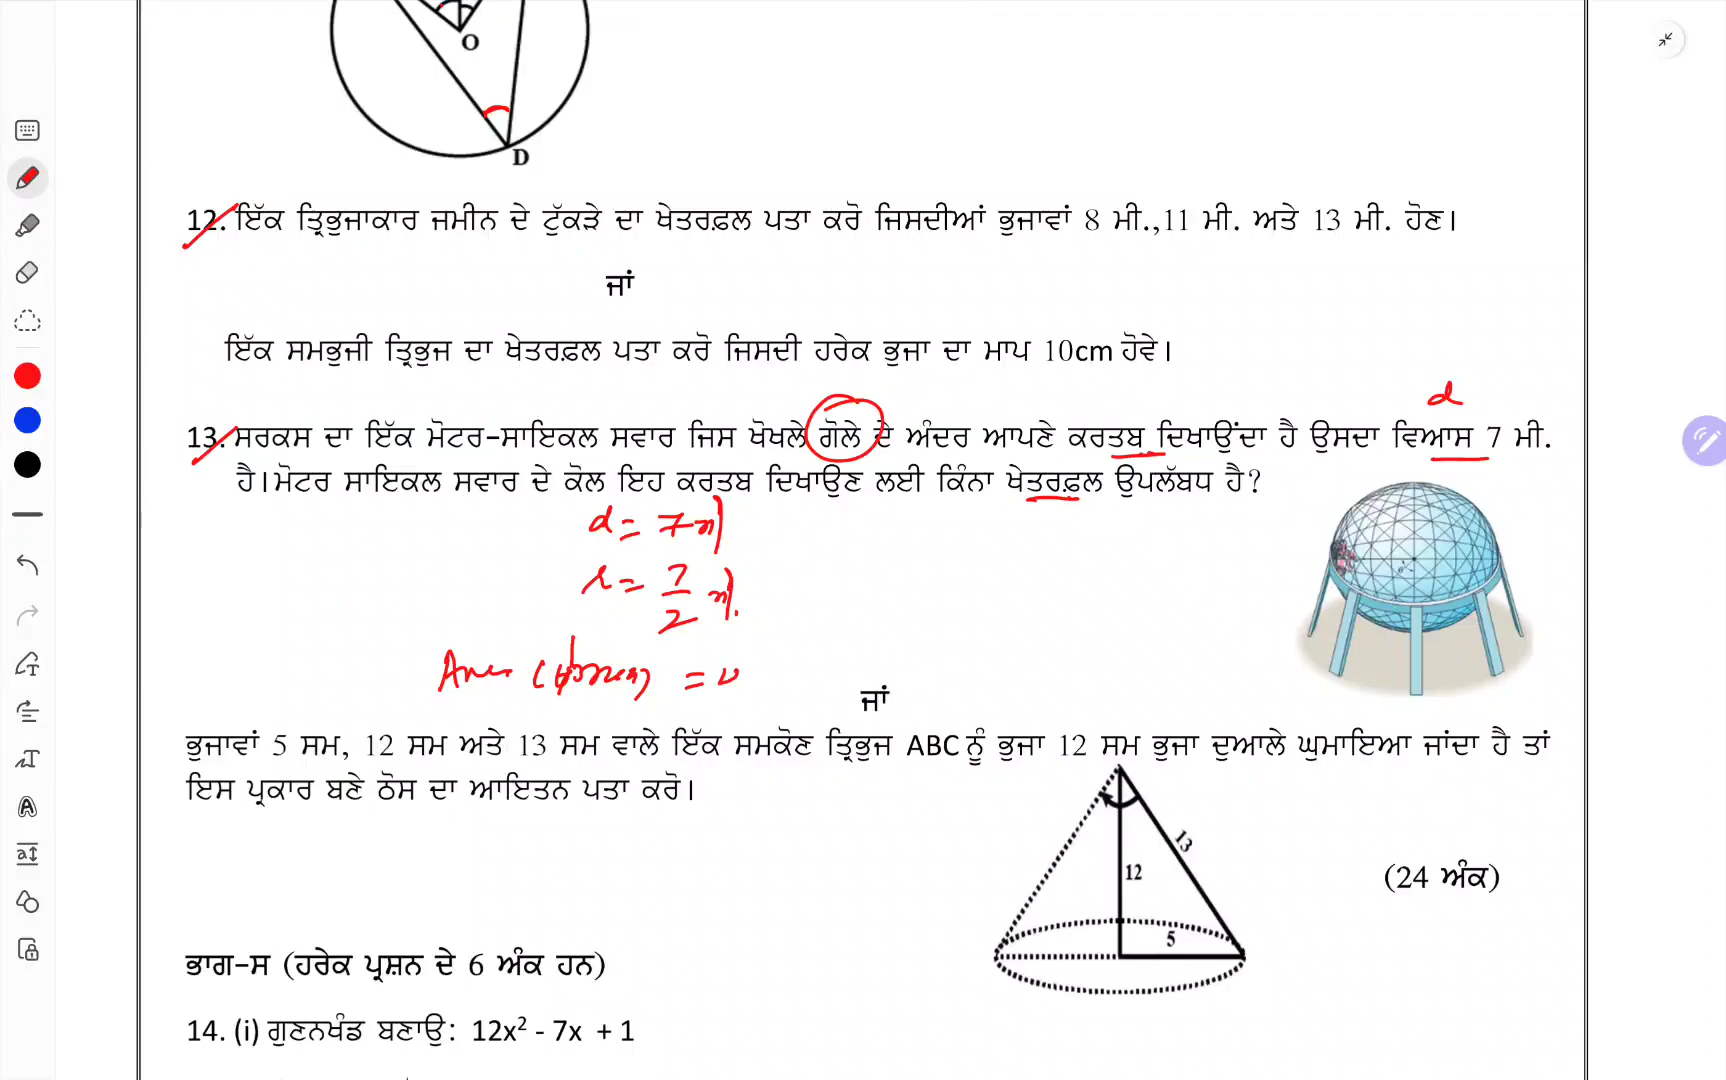 O
D
12. ਇੱਕ ਤ੍ਰਿਭੁਜਾਕਾਰ ਜਮੀਨ ਦੇ ਟੁੱਕੜੇ ਦਾ ਖੇਤਰਫ਼ਲ ਪਤਾ ਕਰੋ ਜਿਸਦੀਆਂ ਭੁਜਾਵਾਂ 8 ਮੀ.,11 ਮੀ. ਅਤੇ 13 ਮੀ. ਹੋਣ।
ਜਾਂ
ਇੱਕ ਸਮਭੁਜੀ ਤ੍ਰਿਭੁਜ ਦਾ ਖੇਤਰਫ਼ਲ ਪਤਾ ਕਰੋ ਜਿਸਦੀ ਹਰੇਕ ਭੁਜਾ ਦਾ ਮਾਪ 10cm ਹੋਵੇ।
d
13. ਸਰਕਸ ਦਾ ਇੱਕ ਮੋਟਰ-ਸਾਇਕਲ ਸਵਾਰ ਜਿਸ ਖੋਖਲੇ ਗੋਲੇ ਦੇ ਅੰਦਰ ਆਪਣੇ ਕਰਤਬ ਦਿਖਾਉਂਦਾ ਹੈ ਉਸਦਾ ਵਿਆਸ 7 ਮੀ.
ਹੈ।ਮੋਟਰ ਸਾਇਕਲ ਸਵਾਰ ਦੇ ਕੋਲ ਇਹ ਕਰਤਬ ਦਿਖਾਉਣ ਲਈ ਕਿੰਨਾ ਖੇਤਰਫ਼ਲ ਉਪਲੱਬਧ ਹੈ?
d = 7 ਮੀ
r = 7/2 ਮੀ.
=
ਜਾਂ
ਭੁਜਾਵਾਂ 5 ਸਮ, 12 ਸਮ ਅਤੇ 13 ਸਮ ਵਾਲੇ ਇੱਕ ਸਮਕੋਣ ਤ੍ਰਿਭੁਜ ABC ਨੂੰ ਭੁਜਾ 12 ਸਮ ਭੁਜਾ ਦੁਆਲੇ ਘੁਮਾਇਆ ਜਾਂਦਾ ਹੈ ਤਾਂ
ਇਸ ਪ੍ਰਕਾਰ ਬਣੇ ਠੋਸ ਦਾ ਆਇਤਨ ਪਤਾ ਕਰੋ।
13
12
5
(24 ਅੰਕ)
ਭਾਗ-ਸ (ਹਰੇਕ ਪ੍ਰਸ਼ਨ ਦੇ 6 ਅੰਕ ਹਨ)
14. (i) ਗੁਣਨਖੰਡ ਬਣਾਉ: 12x² - 7x + 1